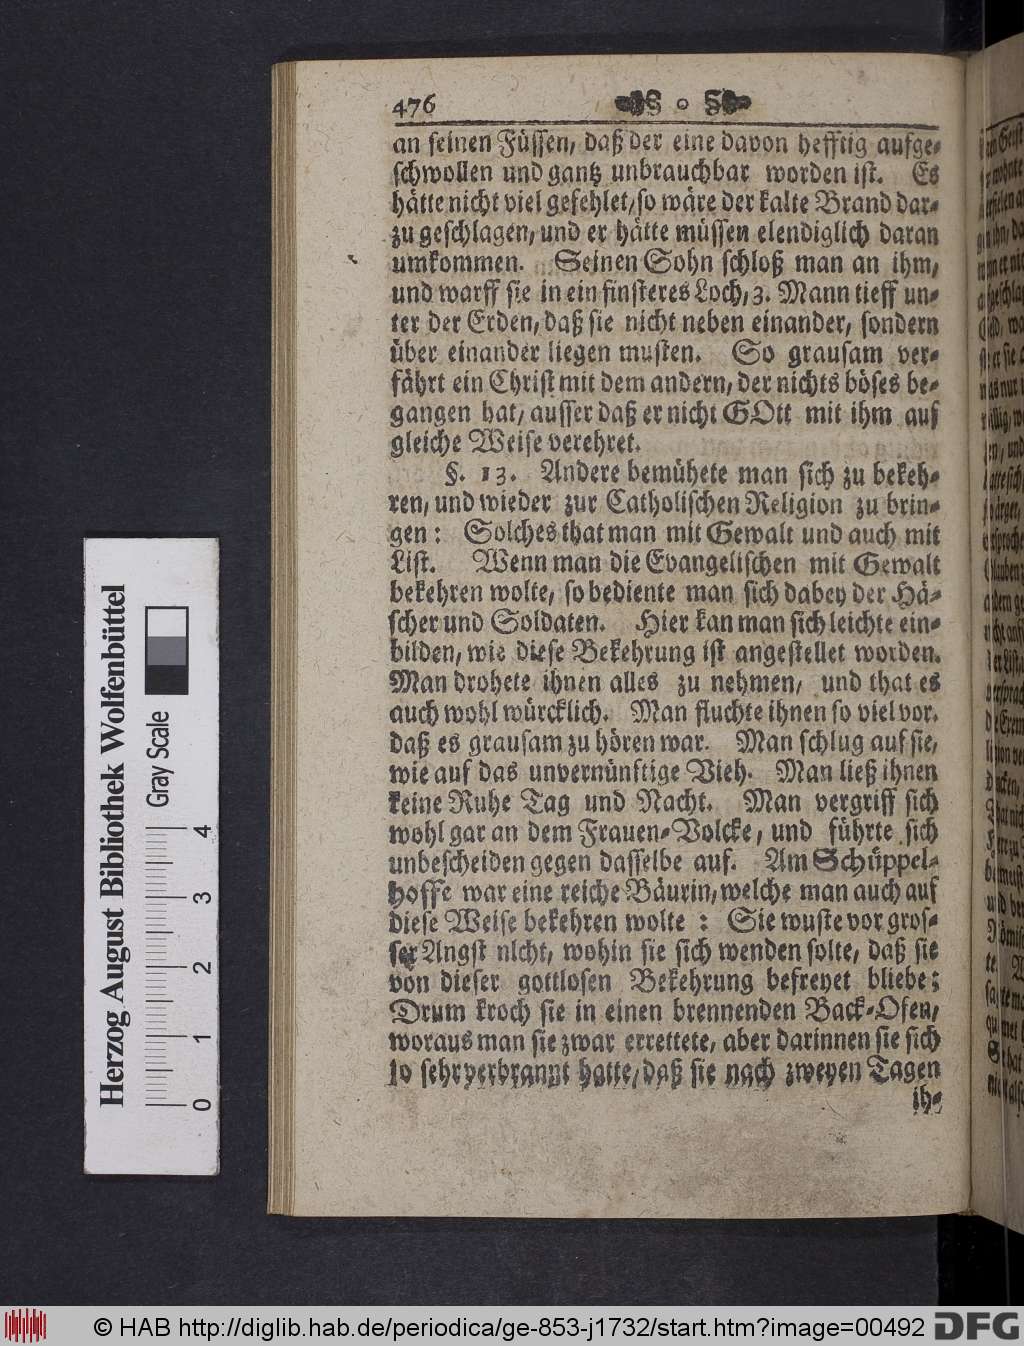 476
an seinen Füssen, daß der eine davon hefftig aufge-
schwollen und gantz unbrauchbar worden ist. Es
hätte nicht viel gefehlet, so wäre der kalte Brand dar-
zu geschlagen, und er hätte müssen elendiglich daran
umkommen. Seinen Sohn schloß man an ihm,
und warff sie in ein finsteres Loch, 3. Mann tieff un-
ter der Erden, daß sie nicht neben einander, sondern
über einander liegen musten. So grausam ver-
fährt ein Christ mit dem andern, der nichts böses be-
gangen hat, ausser daß er nicht GOtt mit ihm auf
gleiche Weise verehret.
§. 13. Andere bemühete man sich zu bekeh-
ren, und wieder zur Catholischen Religion zu brin-
gen: Solches that man mit Gewalt und auch mit
List. Wenn man die Evangelischen mit Gewalt
bekehren wolte, so bediente man sich dabey der Hä-
scher und Soldaten. Hier kan man sich leichte ein-
bilden, wie diese Bekehrung ist angestellet worden.
Man drohete ihnen alles zu nehmen, und that es
auch wohl würcklich. Man fluchte ihnen so viel vor,
daß es grausam zu hören war. Man schlug auf sie,
wie auf das unvernünftige Vieh. Man ließ ihnen
keine Ruhe Tag und Nacht. Man vergriff sich
wohl gar an dem Frauen-Volcke, und führte sich
unbescheiden gegen dasselbe auf. Am Schüppel-
hoffe war eine reiche Bäurin, welche man auch auf
diese Weise bekehren wolte: Sie wuste vor gros-
ser Angst nicht, wohin sie sich wenden solte, daß sie
von dieser gottlosen Bekehrung befreyet bliebe;
Drum kroch sie in einen brennenden Back-Ofen,
woraus man sie zwar errettete, aber darinnen sie sich
so sehr verbrannt hatte, daß sie nach zweyen Tagen
ih-
Herzog August Bibliothek Wolfenbüttel
Gray Scale
0 1 2 3 4
© HAB http://diglib.hab.de/periodica/ge-853-j1732/start.htm?image=00492
DFG